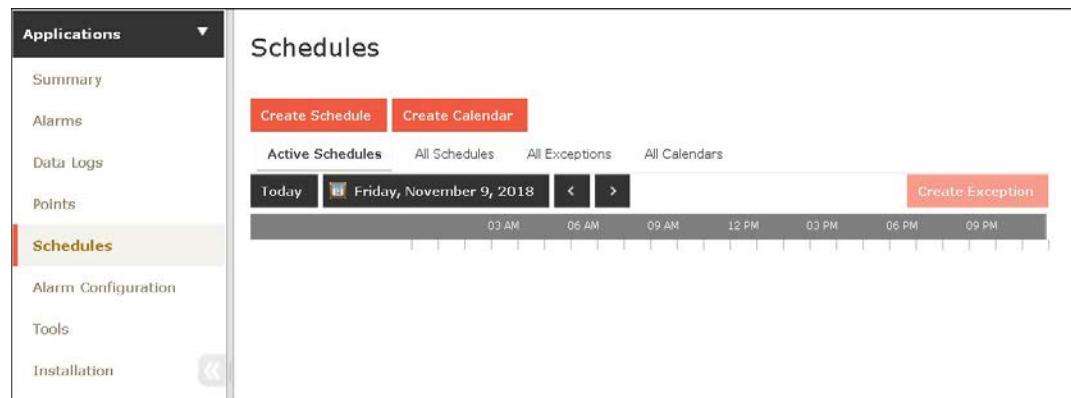 Applications
Summary
Alarms
Data Logs
Points
Schedules
Alarm Configuration
Tools
Installation
Schedules
Create Schedule Create Calendar
Active Schedules All Schedules All Exceptions All Calendars
Today Friday, November 9, 2018 < > Create Exception
03 AM 06 AM 09 AM 12 PM 03 PM 06 PM 09 PM